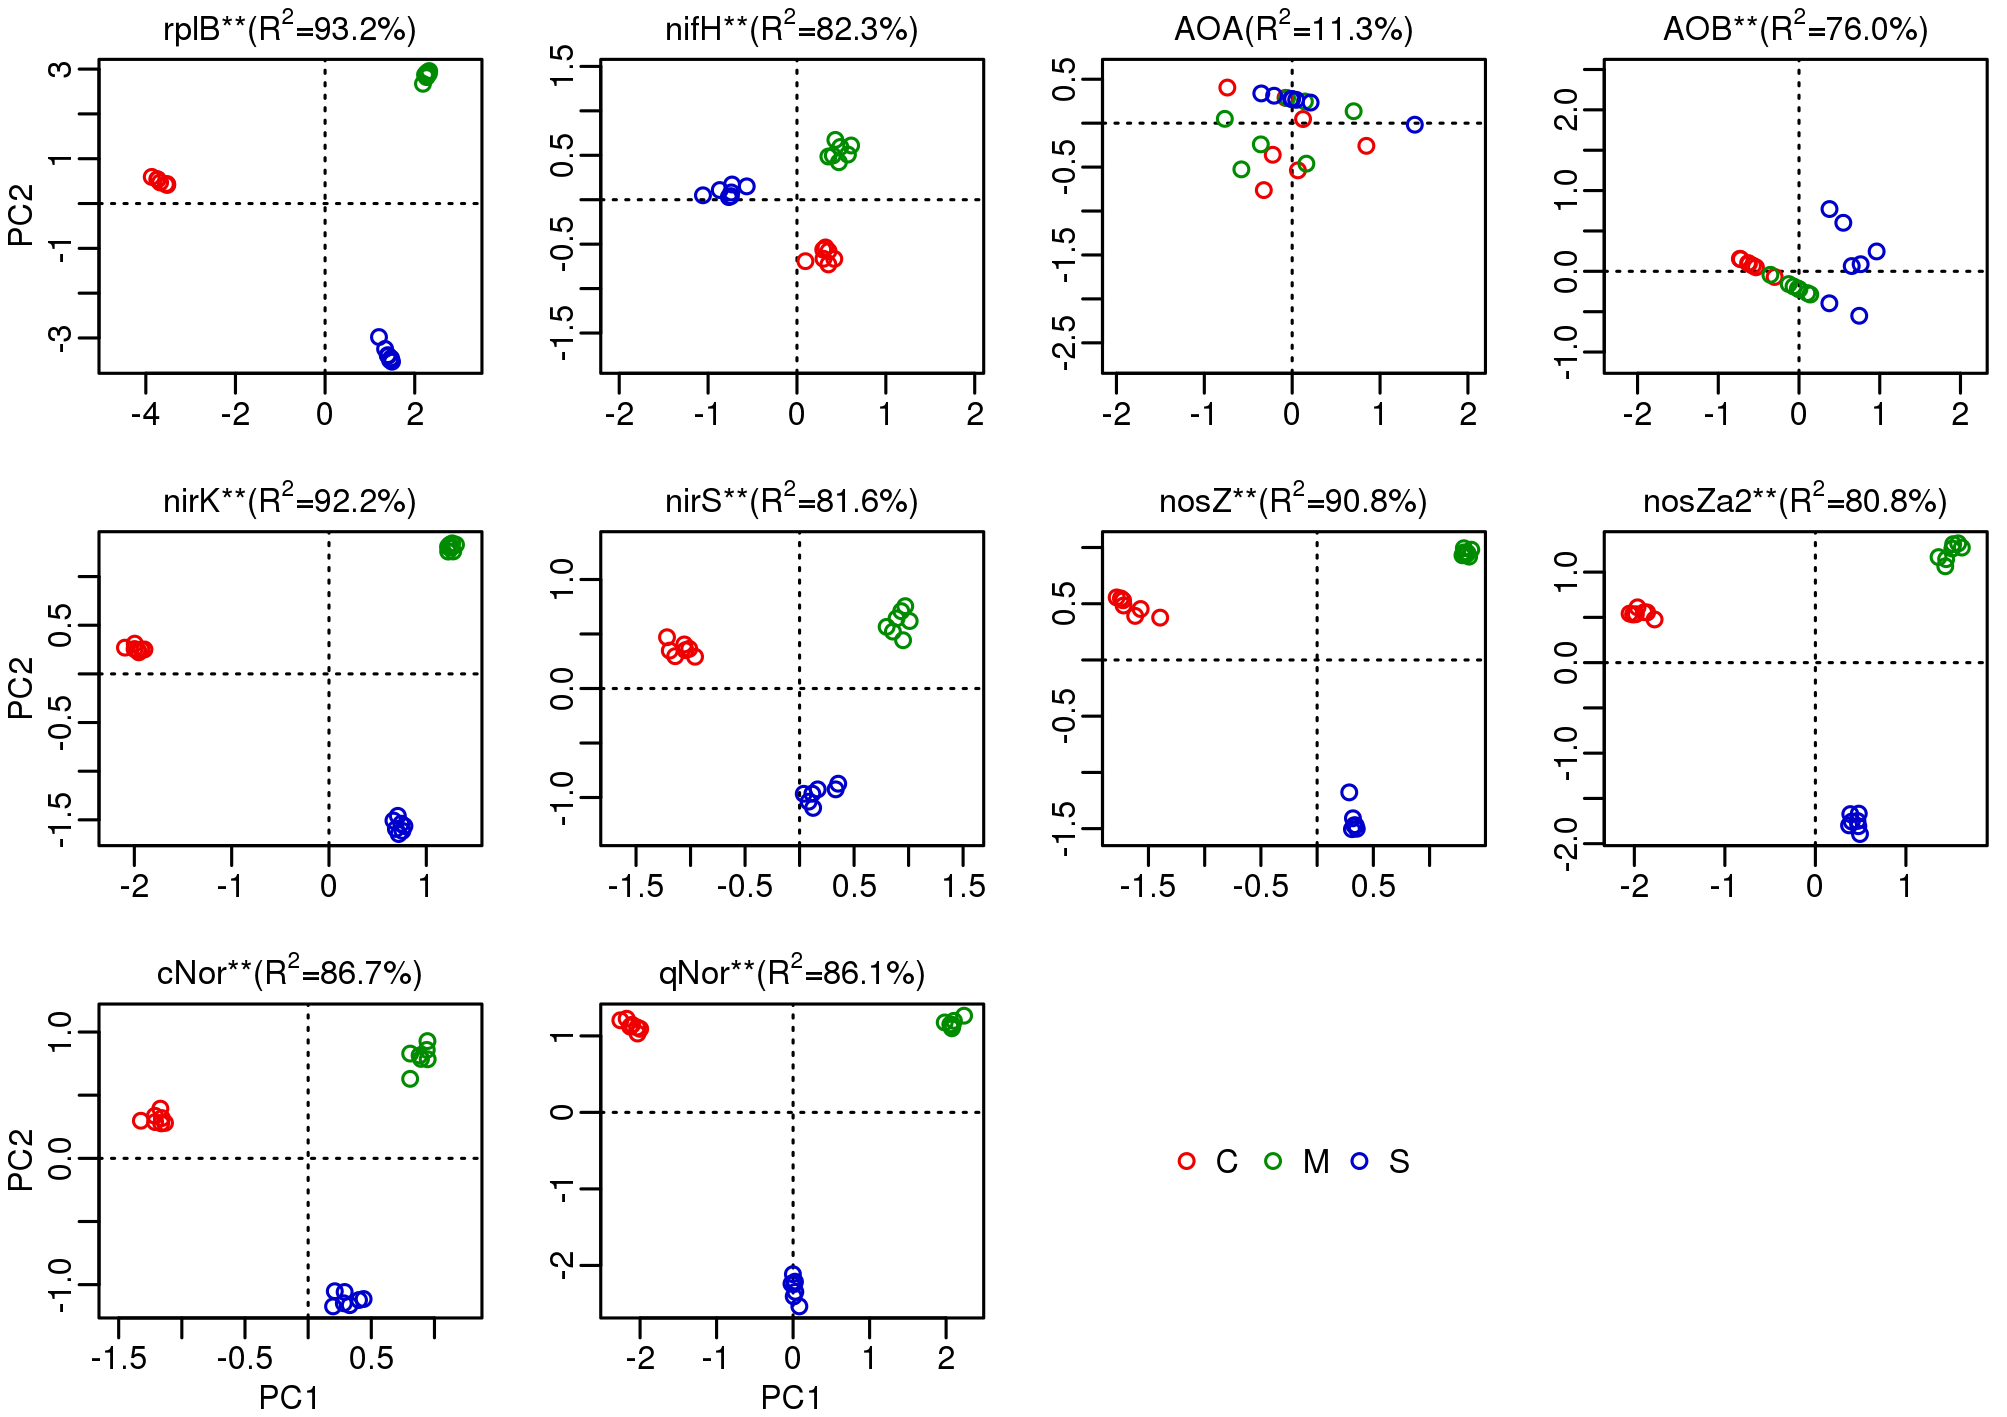 rplB**(R²=93.2%) nifH**(R²=82.3%) AOA(R²=11.3%) AOB**(R²=76.0%)
PC2
3 1 -1 -3
-4 -2 0 2
1.5 0.5 -0.5 -1.5
-2 -1 0 1 2
0.5 -0.5 -1.5 -2.5
-2 -1 0 1 2
2.0 1.0 0.0 -1.0
-2 -1 0 1 2
nirK**(R²=92.2%) nirS**(R²=81.6%) nosZ**(R²=90.8%) nosZa2**(R²=80.8%)
PC2
0.5 -0.5 -1.5
-2 -1 0 1
1.0 0.0 -1.0
-1.5 -0.5 0.5 1.5
0.5 -0.5 -1.5
-1.5 -0.5 0.5
1.0 0.0 -1.0 -2.0
-2 -1 0 1
cNor**(R²=86.7%) qNor**(R²=86.1%)
PC2
1.0 0.0 -1.0
-1.5 -0.5 0.5
PC1
1 0 -1 -2
-2 -1 0 1 2
PC1
C M S